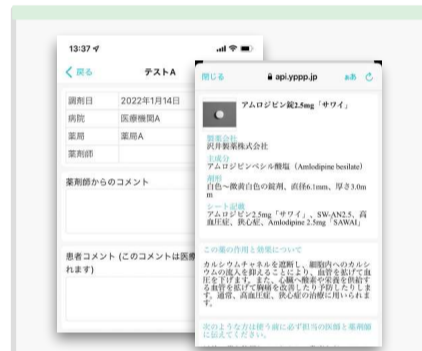 13:37
戻る
テストA
調剤日 2022年1月14日
病院 医療機関A
薬局 薬局A
薬剤師
薬剤師からのコメント
患者コメント (このコメントは医療
れます)
閉じる
api.yppp.jp
ああ
アムロジピン錠2.5mg「サワイ」
製薬会社
沢井製薬株式会社
主成分
アムロジピンベシル酸塩 (Amlodipine besilate)
剤形
白色～微黄白色の錠剤、直径6.1mm、厚さ3.0m
m
シート記載
アムロジピン2.5mg「サワイ」、SW-AN2.5、高
血圧症、狭心症、Amlodipine 2.5mg「SAWAI」
この薬の作用と効果について
カルシウムチャネルを遮断し、細胞内へのカルシ
ウムの流入を抑えることにより、血管を拡げて血
圧を下げます。また、心臓へ酸素や栄養を供給す
る血管を拡げて胸痛を改善したり予防したりしま
す。通常、高血圧症、狭心症の治療に用いられま
す。
次のような方は使う前に必ず担当の医師と薬剤師
に伝えてください。